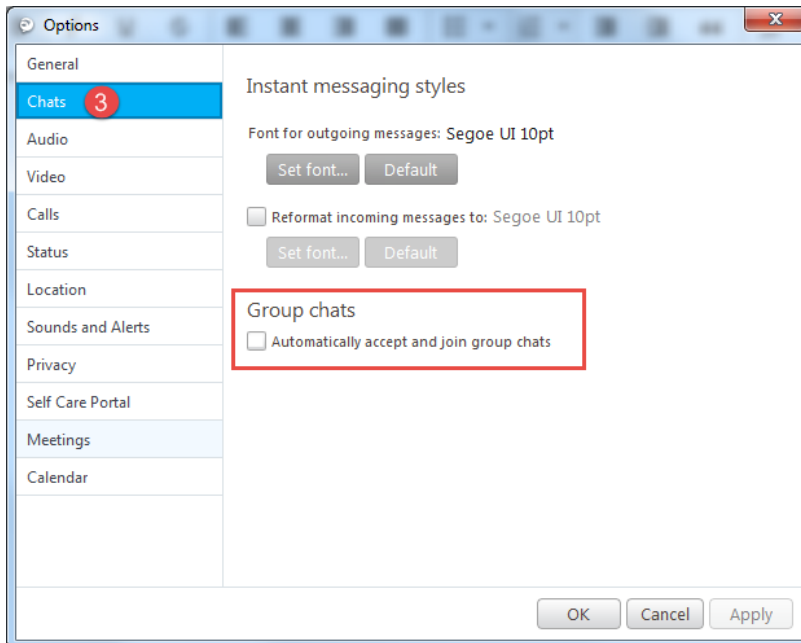 Options
x
General
Chats 3
Audio
Video
Calls
Status
Location
Sounds and Alerts
Privacy
Self Care Portal
Meetings
Calendar
Instant messaging styles
Font for outgoing messages: Segoe UI 10pt
Set font... Default
Reformat incoming messages to: Segoe UI 10pt
Set font... Default
Group chats
Automatically accept and join group chats
OK Cancel Apply